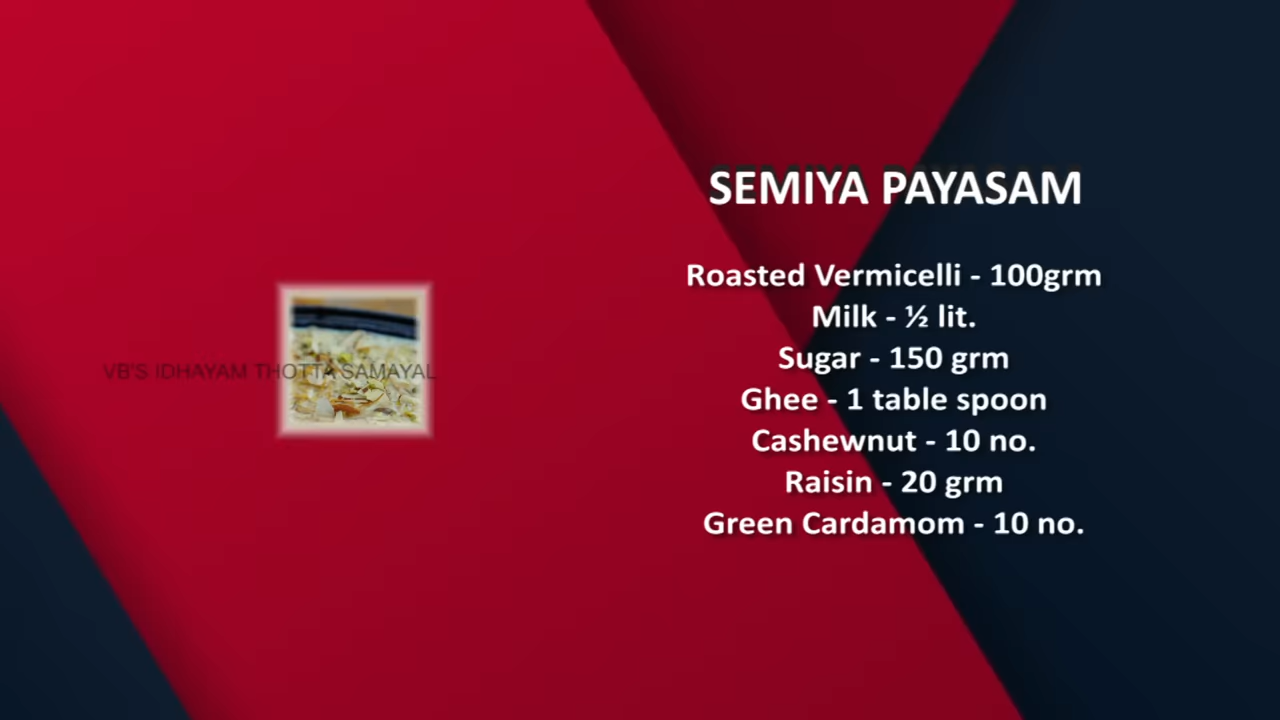 SEMIYA PAYASAM
Roasted Vermicelli - 100grm
Milk - ½ lit.
Sugar - 150 grm
Ghee - 1 table spoon
Cashewnut - 10 no.
Raisin - 20 grm
Green Cardamom - 10 no.
VB'S IDHAYAM THOTTA SAMAYAL